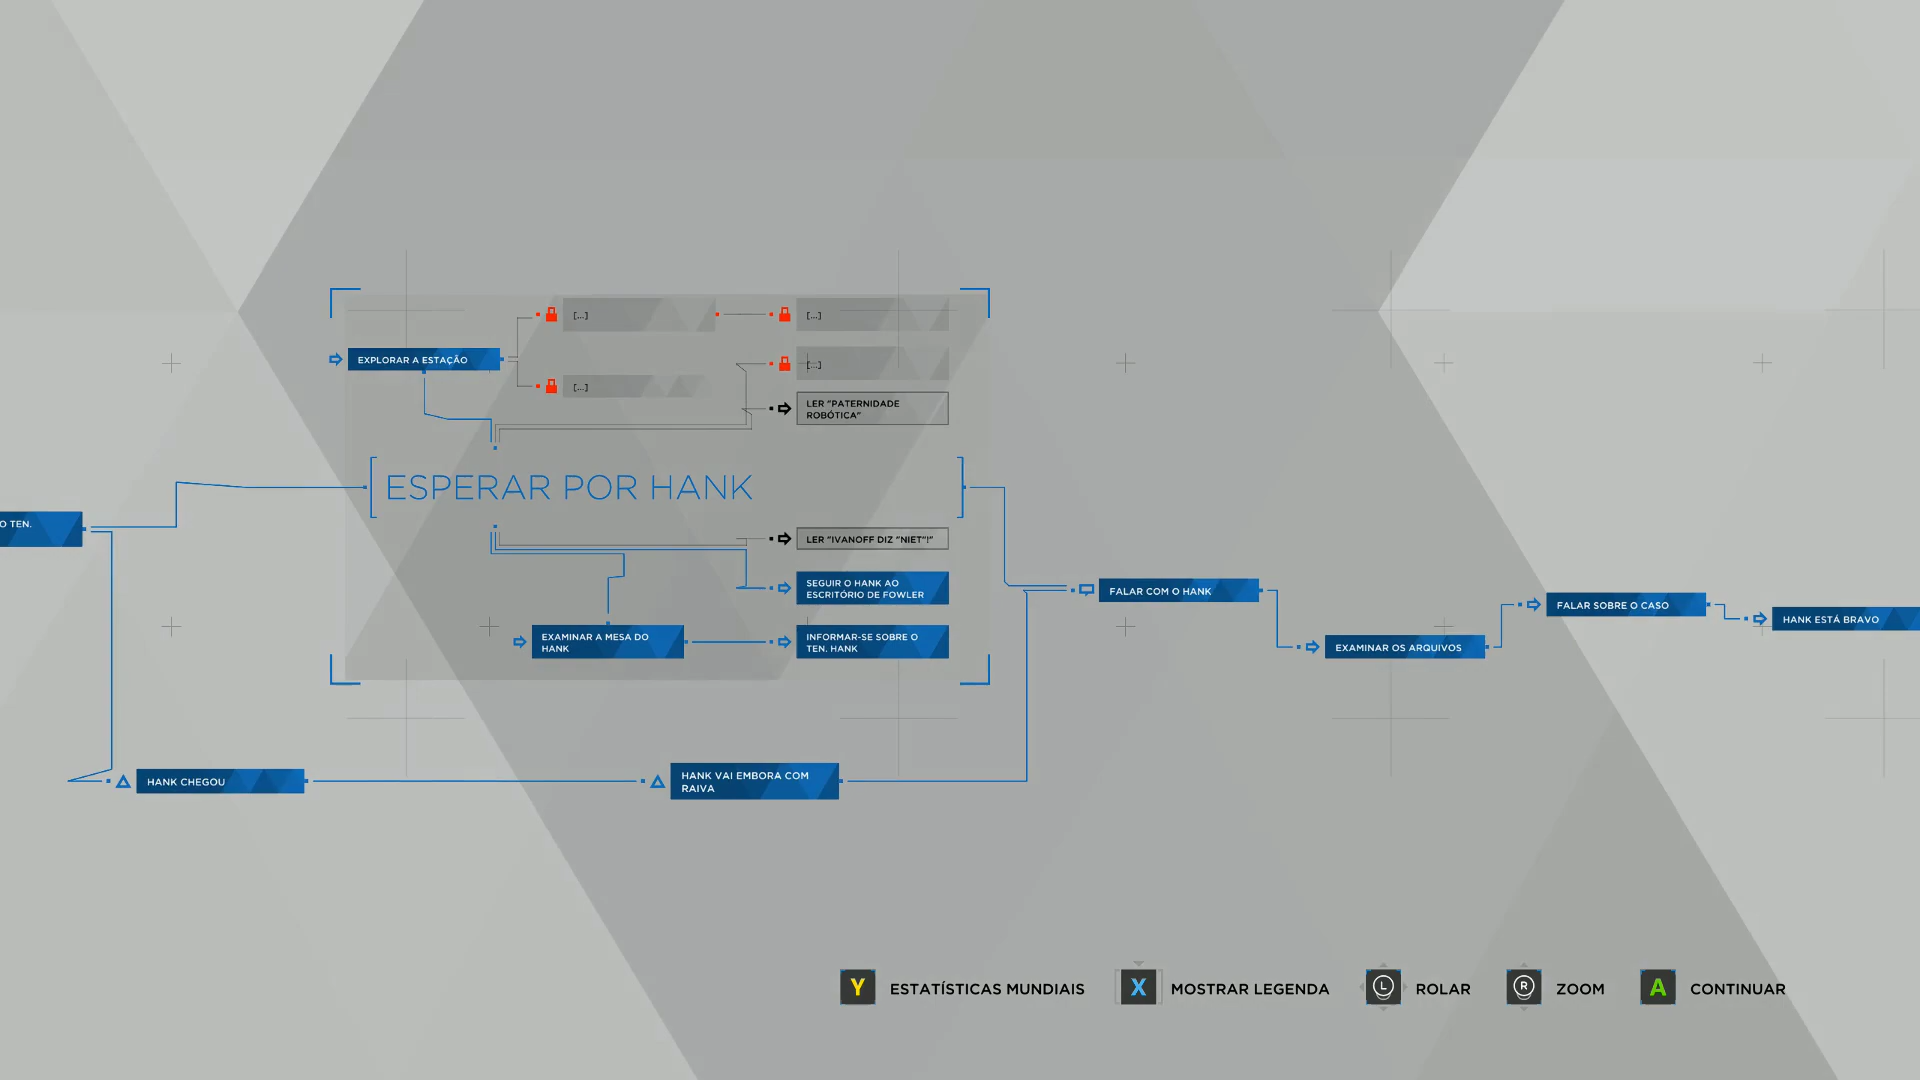 [...]
[...]
EXPLORAR A ESTAÇÃO
[...]
[...]
LER "PATERNIDADE
ROBÓTICA"
ESPERAR POR HANK
O TEN.
LER "IVANOFF DIZ "NIET"!"
SEGUIR O HANK AO
ESCRITÓRIO DE FOWLER
EXAMINAR A MESA DO
HANK
INFORMAR-SE SOBRE O
TEN. HANK
FALAR COM O HANK
EXAMINAR OS ARQUIVOS
FALAR SOBRE O CASO
HANK ESTÁ BRAVO
HANK CHEGOU
HANK VAI EMBORA COM
RAIVA
Y ESTATÍSTICAS MUNDIAIS X MOSTRAR LEGENDA L ROLAR R ZOOM A CONTINUAR